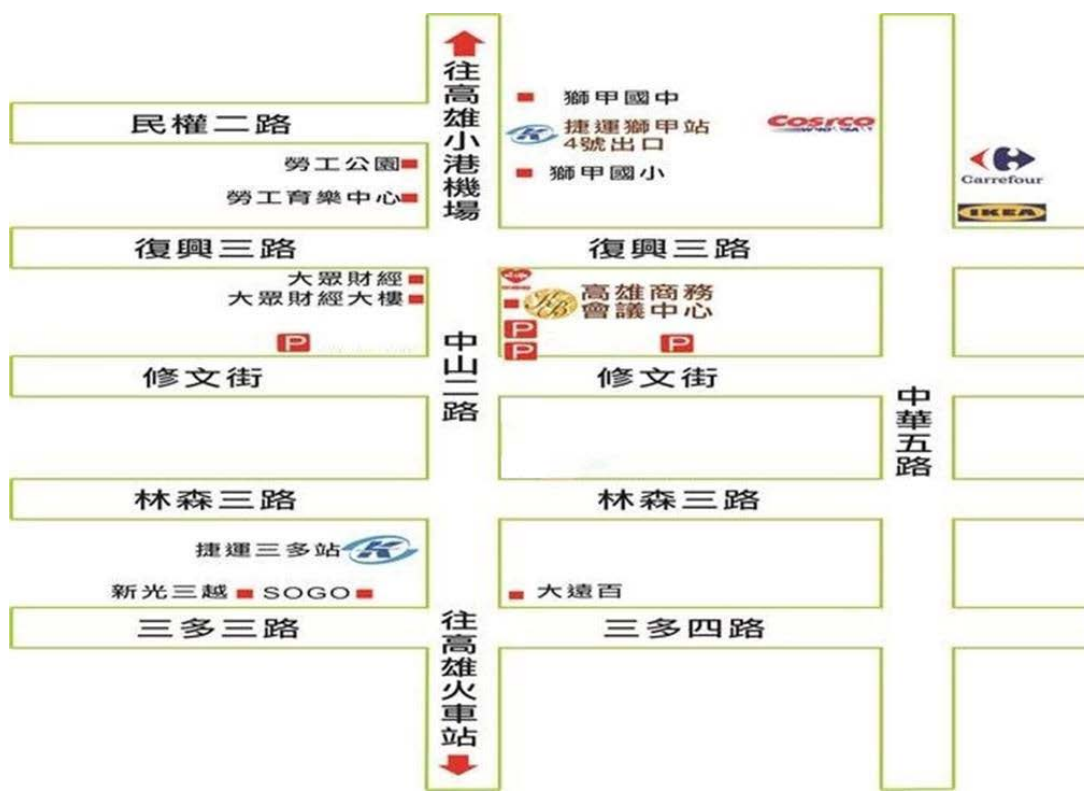 往高雄小港機場
民權二路
獅甲國中
捷運獅甲站
4號出口
獅甲國小
勞工公園
勞工育樂中心
Carrefour
IKEA
復興三路
復興三路
大眾財經
大眾財經大樓
高雄商務
會議中心
P
P
P
P
中山二路
修文街
修文街
中華五路
林森三路
林森三路
捷運三多站
新光三越
SOGO
大遠百
三多三路
三多四路
往高雄火車站